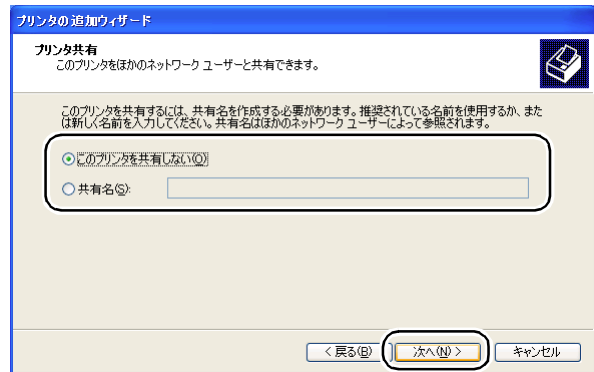 プリンタの追加ウィザード
プリンタ共有
このプリンタをほかのネットワーク ユーザーと共有できます。
このプリンタを共有するには、共有名を作成する必要があります。推奨されている名前を使用するか、また
は新しく名前を入力してください。共有名はほかのネットワーク ユーザーによって参照されます。
このプリンタを共有しない(O)
共有名(S):
< 戻る(B) 次へ(N) > キャンセル